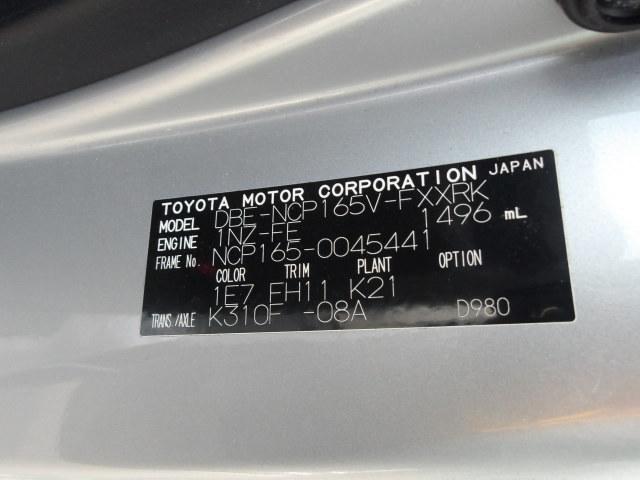 TOYOTA MOTOR CORPORATION JAPAN
MODEL DBE-NCP165V-FXXRK
ENGINE 1NZ-FE 1496 mL
FRAME No. NCP165-0045441
COLOR TRIM PLANT OPTION
1E7 FH11 K21
TRANS./AXLE K310F -08A D980